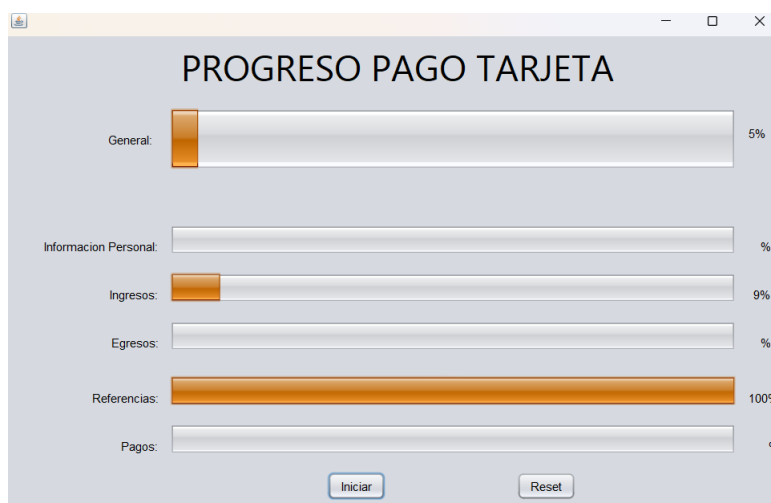 PROGRESO PAGO TARJETA
General: 5%
Informacion Personal: %
Ingresos: 9%
Egresos: %
Referencias: 100%
Pagos:
Iniciar Reset